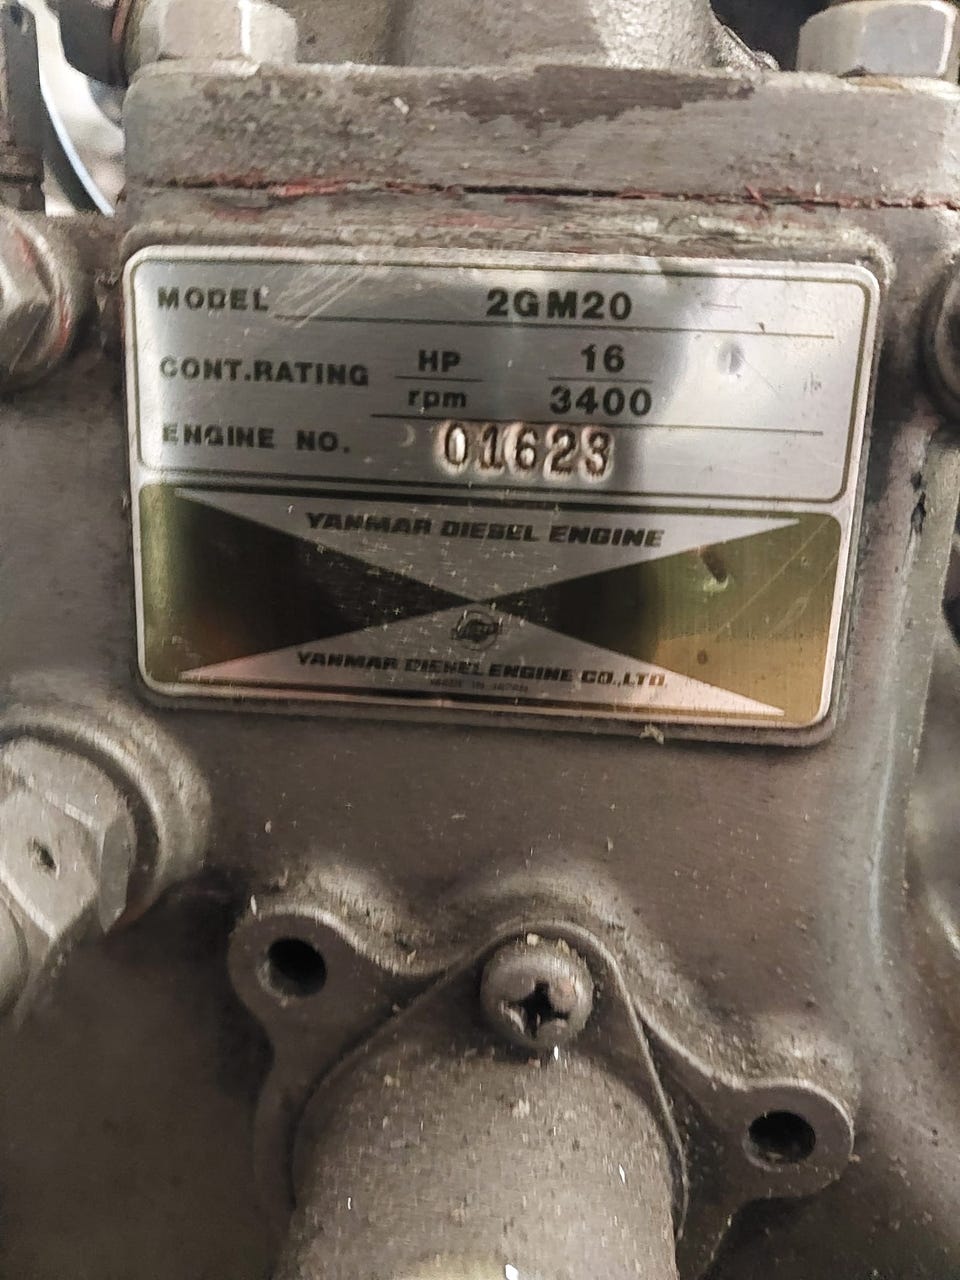 MODEL 2GM20
CONT.RATING HP 16
rpm 3400
ENGINE NO. 01623
YANMAR DIESEL ENGINE
YANMAR DIESEL ENGINE CO.,LTD.
MADE IN JAPAN